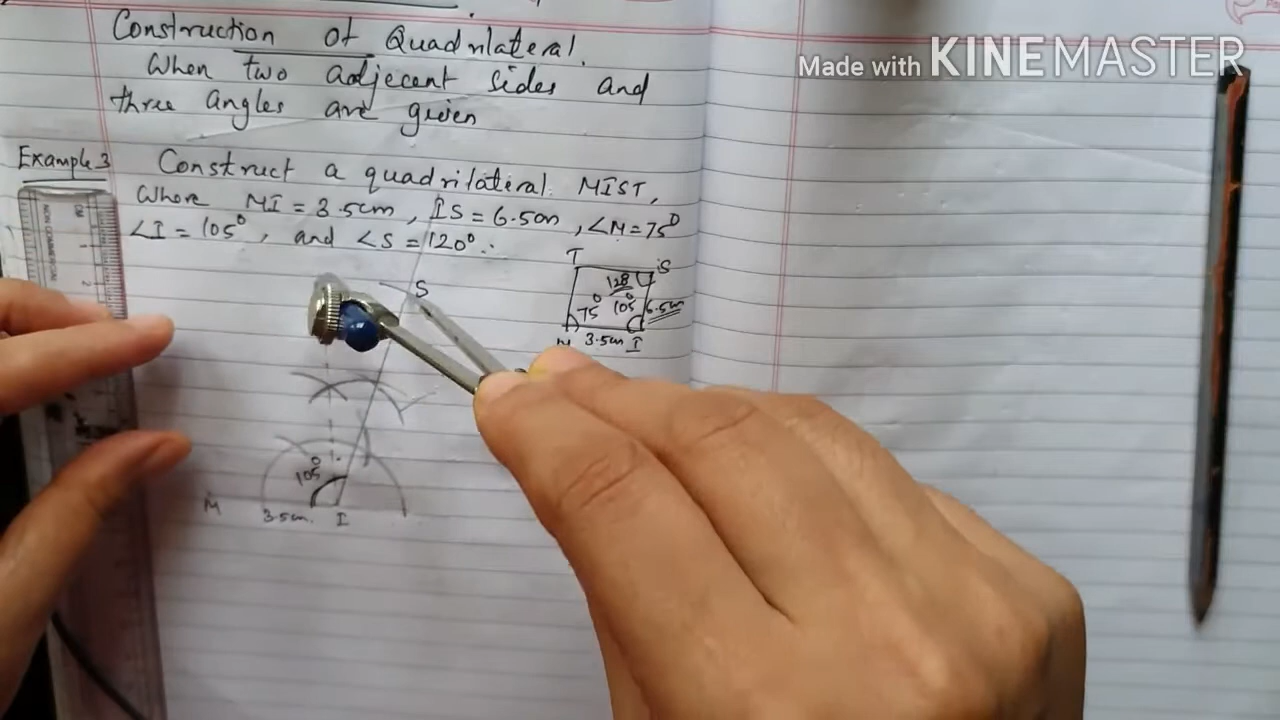 Construction of Quadrilateral.
When two adjecent sides and
three angles are given
Made with KINEMASTER
Example 3 Construct a quadrilateral MIST,
Where MI = 3.5cm, IS = 6.5cm, ∠M = 75°
∠I = 105°, and ∠S = 120°.
T S
120°
75° 105° 6.5cm
M 3.5cm I
S
105°
M 3.5cm. I